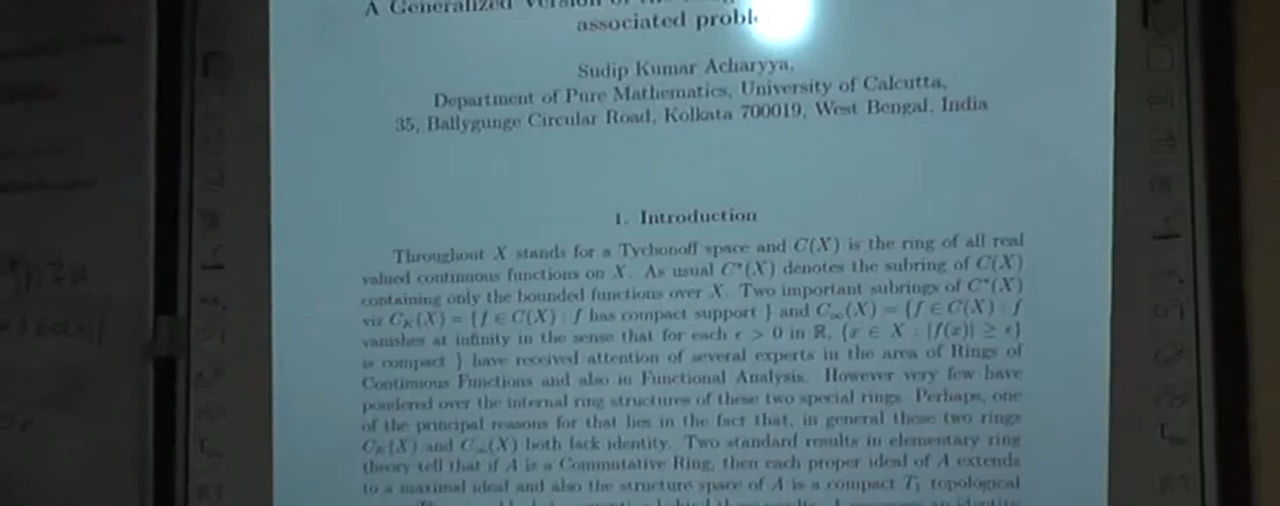 A Generalized Version of the
associated probl
Sudip Kumar Acharyya,
Department of Pure Mathematics, University of Calcutta,
35, Ballygunge Circular Road, Kolkata 700019, West Bengal, India
1. Introduction
Throughout X stands for a Tychonoff space and C(X) is the ring of all real
valued continuous functions on X. As usual C*(X) denotes the subring of C(X)
containing only the bounded functions over X. Two important subrings of C*(X)
viz C_K(X) = {f ∈ C(X) : f has compact support } and C_∞(X) = {f ∈ C(X) : f
vanishes at infinity in the sense that for each ϵ > 0 in ℝ, {x ∈ X : |f(x)| ≥ ϵ}
is compact } have received attention of several experts in the area of Rings of
Continuous Functions and also in Functional Analysis. However very few have
pondered over the internal ring structures of these two special rings. Perhaps, one
of the principal reasons for that lies in the fact that, in general these two rings
C_K(X) and C_∞(X) both lack identity. Two standard results in elementary ring
theory tell that if A is a Commutative Ring, then each proper ideal of A extends
to a maximal ideal and also the structure space of A is a compact T₁ topological